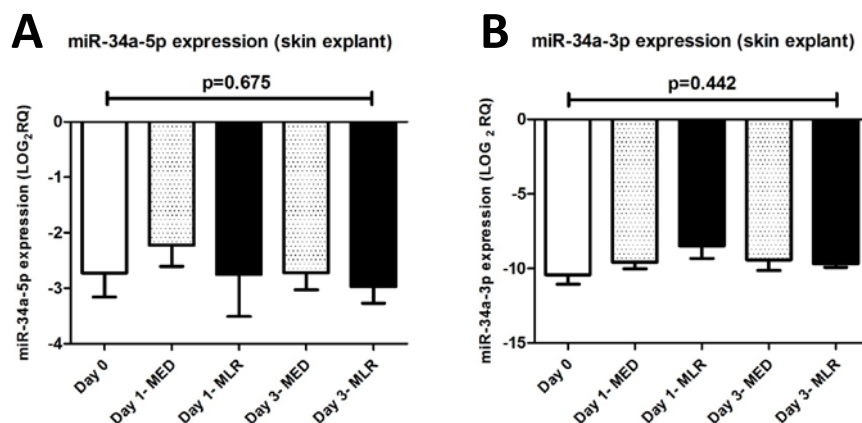 A
miR-34a-5p expression (skin explant)
p=0.675
miR-34a-5p expression (LOG2RQ)
0
-1
-2
-3
-4
Day 0
Day 1- MED
Day 1- MLR
Day 3- MED
Day 3- MLR
B
miR-34a-3p expression (skin explant)
p=0.442
miR-34a-3p expression (LOG 2 RQ)
0
-5
-10
-15
Day 0
Day 1- MED
Day 1- MLR
Day 3- MED
Day 3- MLR